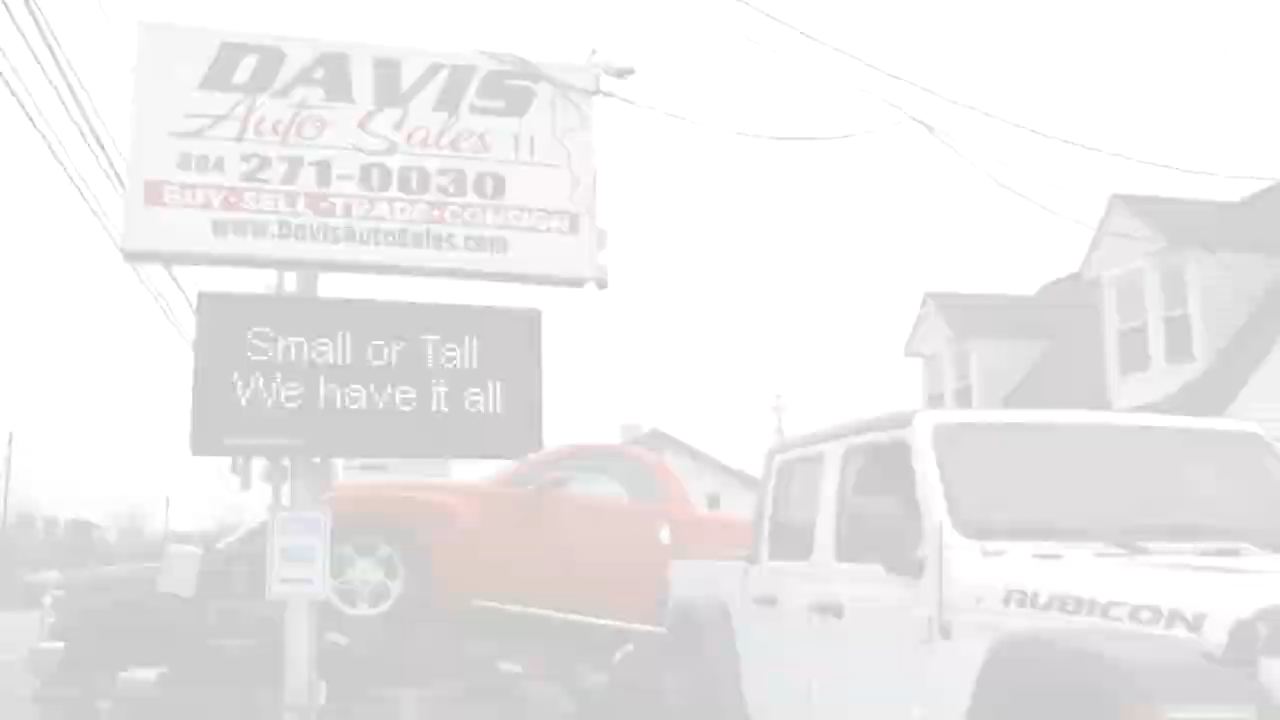 DAVIS
Auto Sales
804 271-0030
BUY•SELL•TRADE•CONSIGN
www.DavisAutoSales.com
Small or Tall
We have it all
RUBICON